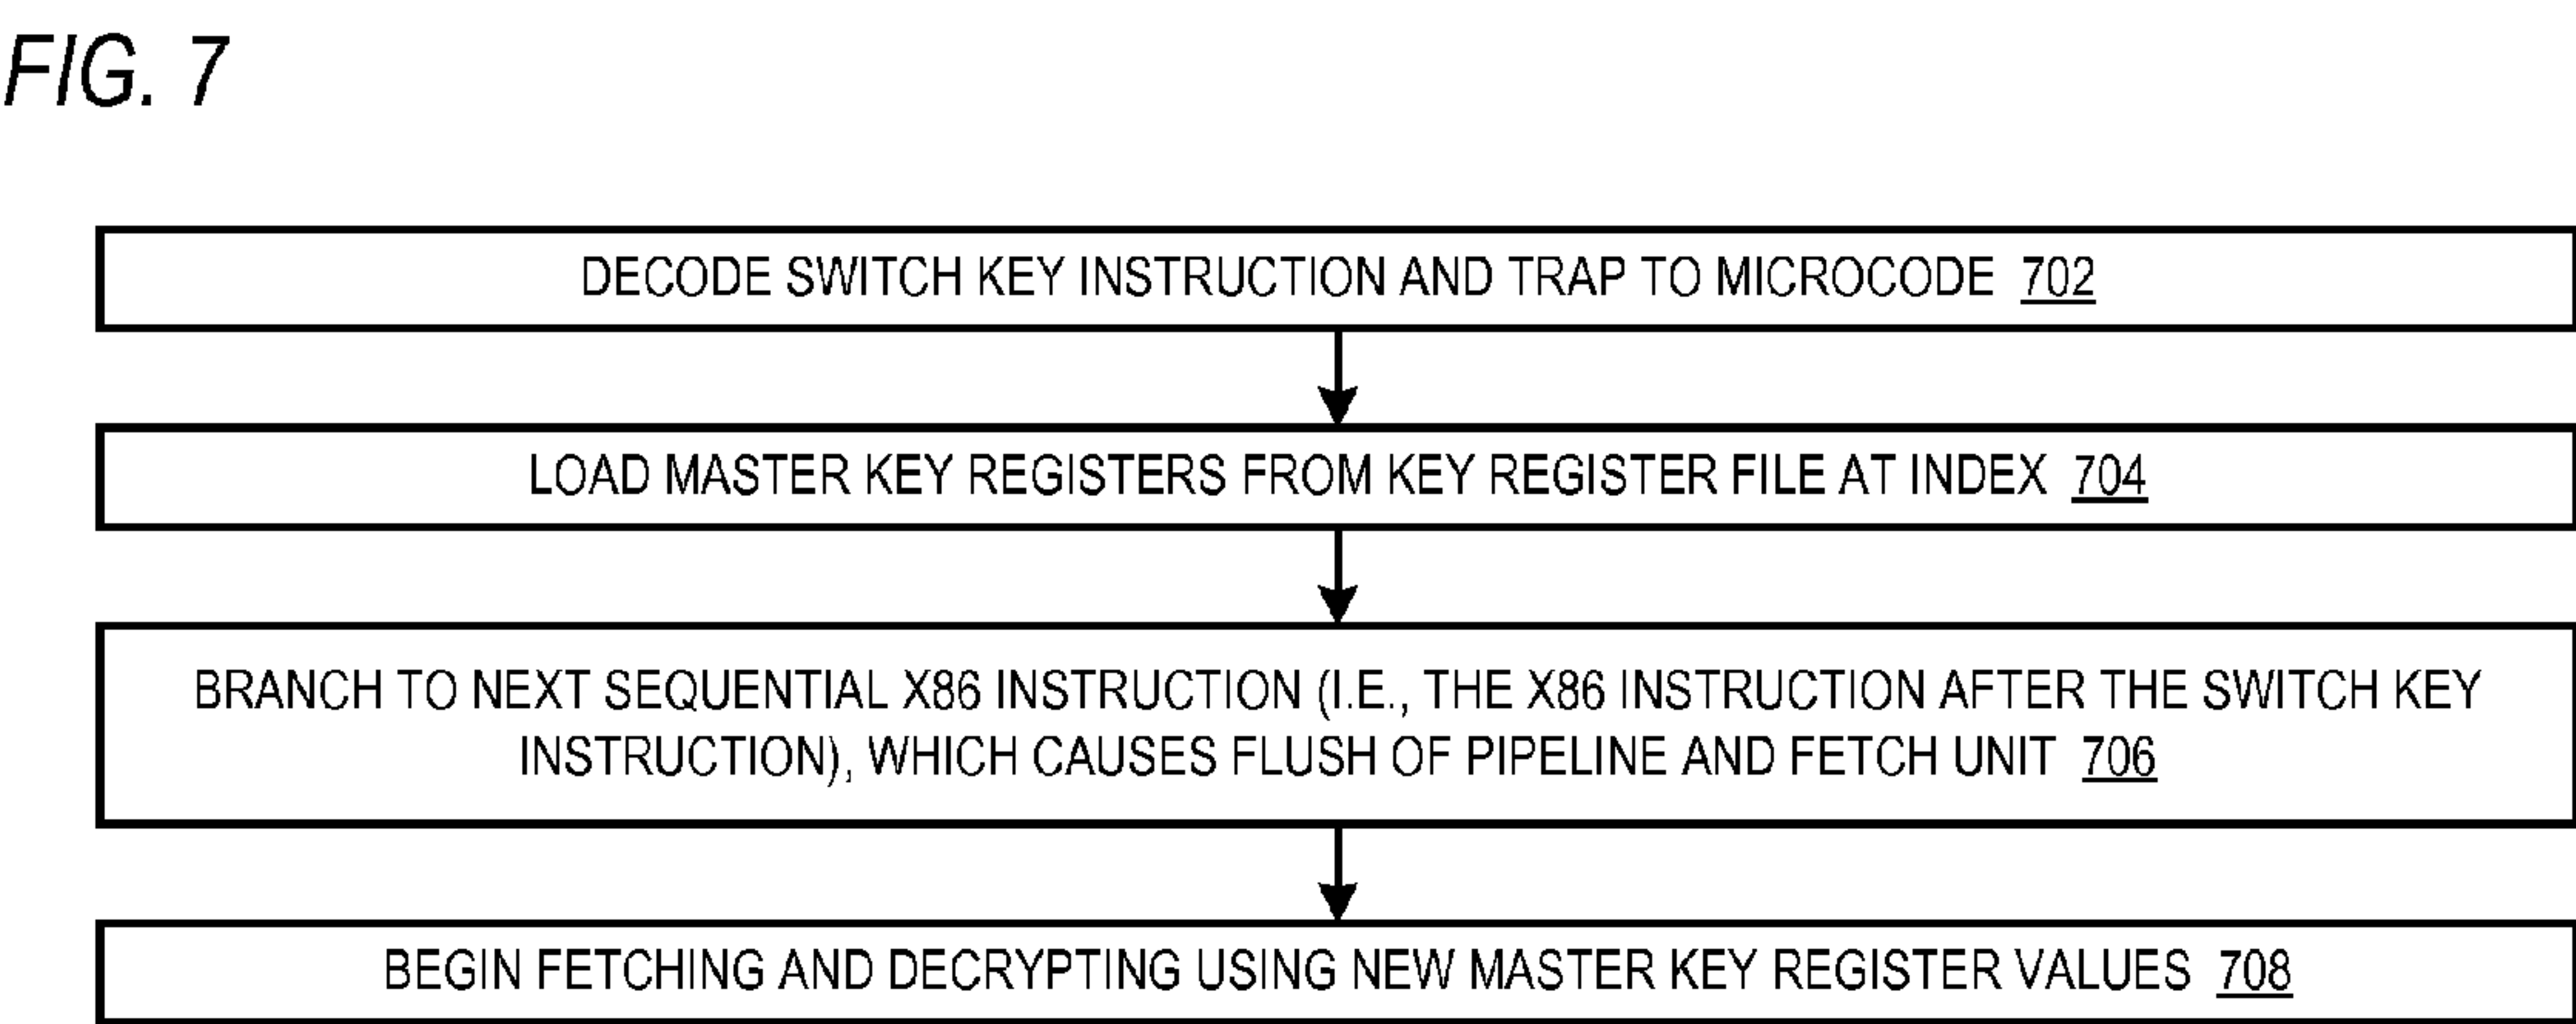 FIG. 7
DECODE SWITCH KEY INSTRUCTION AND TRAP TO MICROCODE 702
LOAD MASTER KEY REGISTERS FROM KEY REGISTER FILE AT INDEX 704
BRANCH TO NEXT SEQUENTIAL X86 INSTRUCTION (I.E., THE X86 INSTRUCTION AFTER THE SWITCH KEY
INSTRUCTION), WHICH CAUSES FLUSH OF PIPELINE AND FETCH UNIT 706
BEGIN FETCHING AND DECRYPTING USING NEW MASTER KEY REGISTER VALUES 708